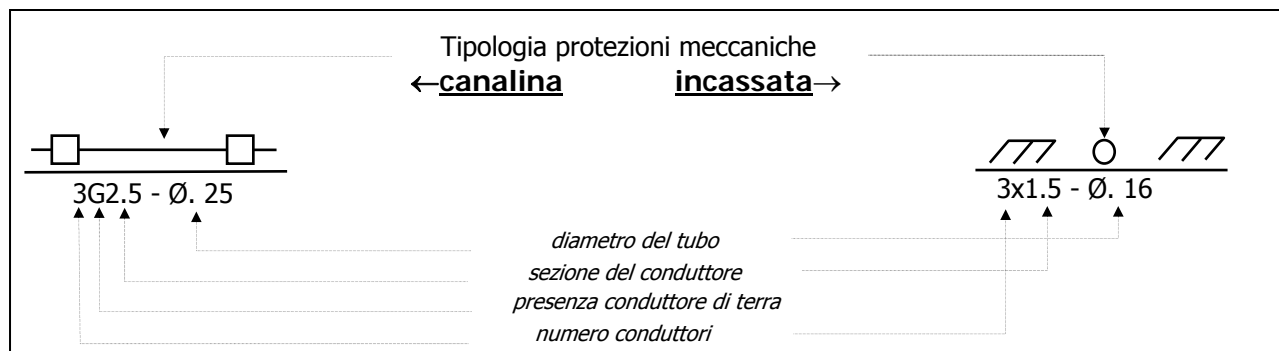 Tipologia protezioni meccaniche
←canalina incassata→
3G2.5 - Ø. 25
3x1.5 - Ø. 16
diametro del tubo
sezione del conduttore
presenza conduttore di terra
numero conduttori